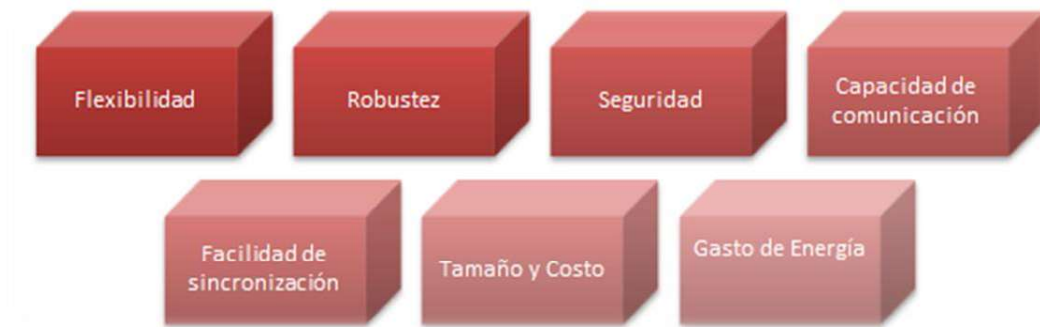 Flexibilidad
Robustez
Seguridad
Capacidad de
comunicación
Facilidad de
sincronización
Tamaño y Costo
Gasto de Energía